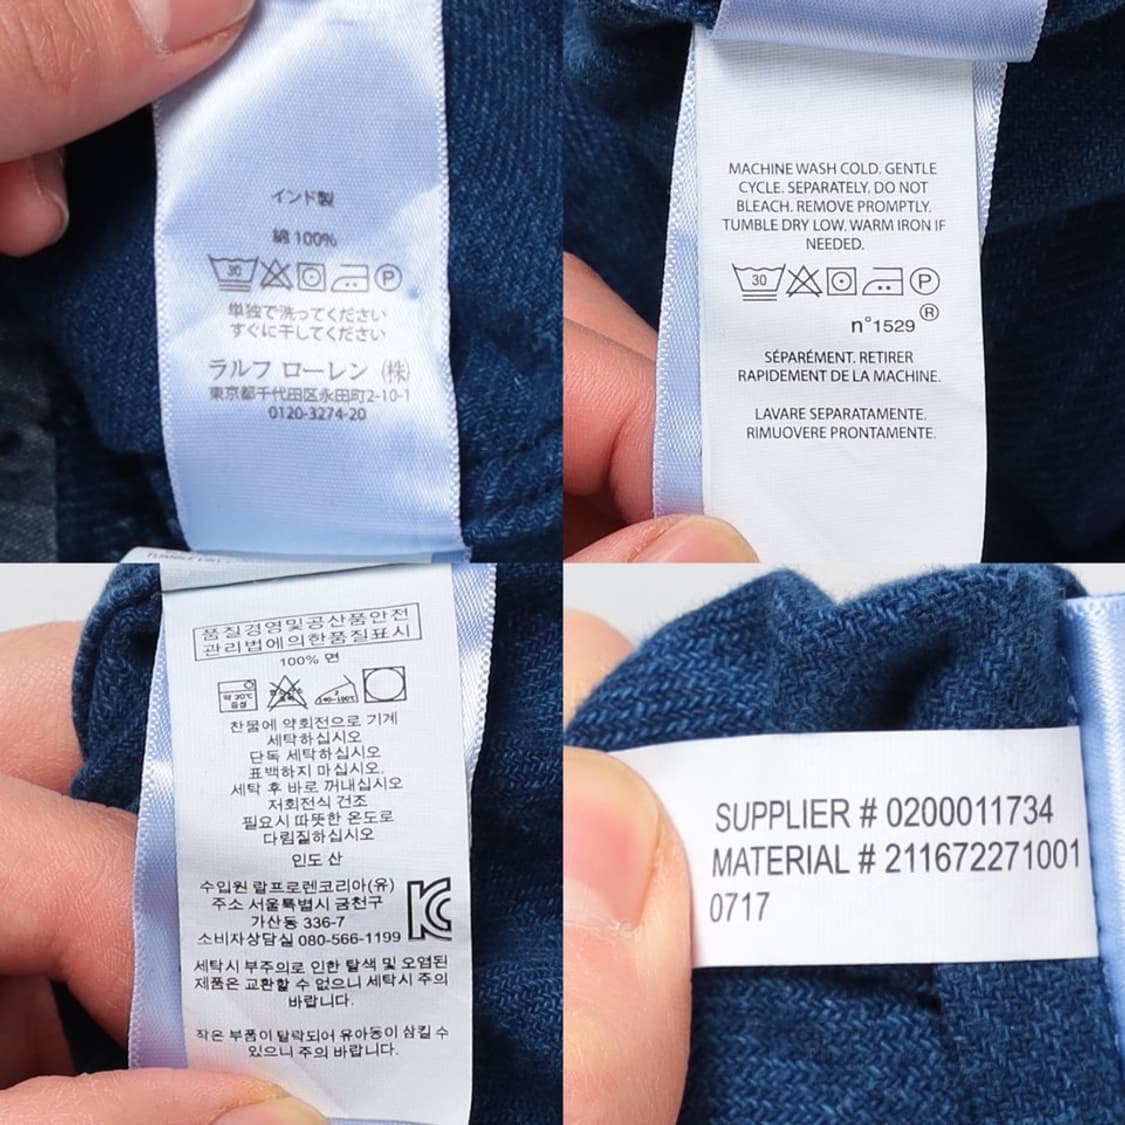 インド製
綿 100%
30 P
単独で洗ってください
すぐに干してください
ラルフ ローレン (株)
東京都千代田区永田町2-10-1
0120-3274-20
MACHINE WASH COLD. GENTLE
CYCLE. SEPARATELY. DO NOT
BLEACH. REMOVE PROMPTLY.
TUMBLE DRY LOW. WARM IRON IF
NEEDED.
30 P
n°1529 ®
SÉPARÉMENT. RETIRER
RAPIDEMENT DE LA MACHINE.
LAVARE SEPARATAMENTE.
RIMUOVERE PRONTAMENTE.
품질경영및공산품안전
관리법에의한품질표시
100% 면
약 30℃
중성
찬물에 약회전으로 기계
세탁하십시오
단독 세탁하십시오
표백하지 마십시오.
세탁 후 바로 꺼내십시오
저회전식 건조
필요시 따뜻한 온도로
다림질하십시오
인도 산
수입원 랄프로렌코리아(유)
주소 서울특별시 금천구
가산동 336-7
소비자상담실 080-566-1199
세탁시 부주의로 인한 탈색 및 오염된
제품은 교환할 수 없으니 세탁시 주의
바랍니다.
작은 부품이 탈락되어 유아동이 삼킬 수
있으니 주의 바랍니다.
SUPPLIER # 0200011734
MATERIAL # 211672271001
0717